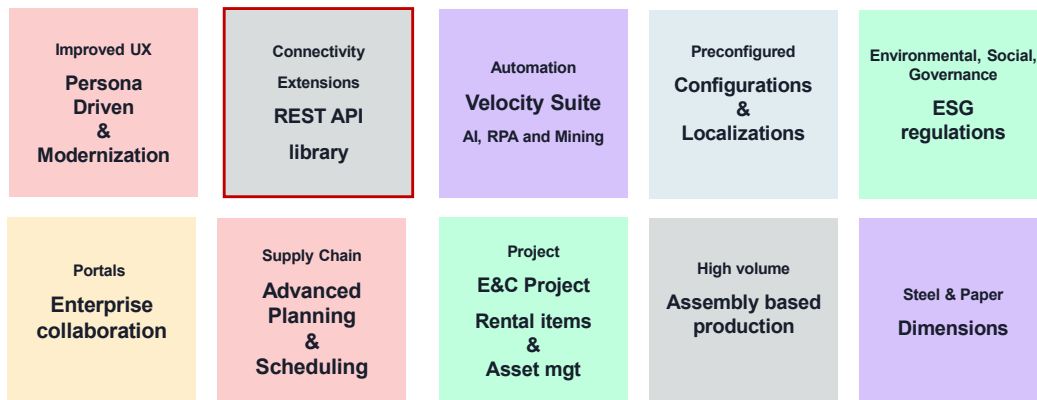 Improved UX
Persona
Driven
&
Modernization
Connectivity
Extensions
REST API
library
Automation
Velocity Suite
AI, RPA and Mining
Preconfigured
Configurations
&
Localizations
Environmental, Social,
Governance
ESG
regulations
Portals
Enterprise
collaboration
Supply Chain
Advanced
Planning
&
Scheduling
Project
E&C Project
Rental items
&
Asset mgt
High volume
Assembly based
production
Steel & Paper
Dimensions